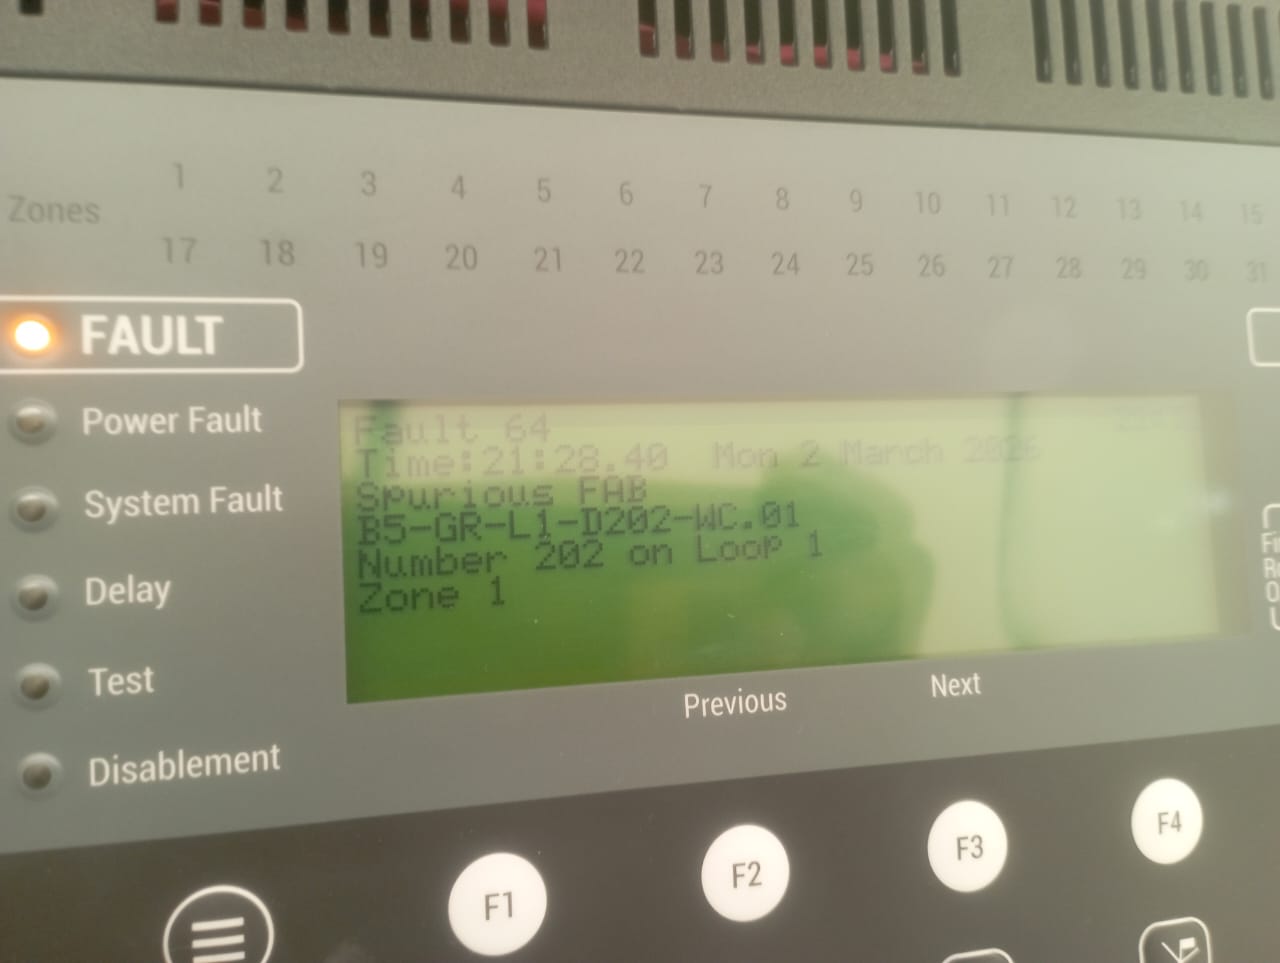 1 2 3 4 5 6 7 8 9 10 11 12 13 14 15
Zones
17 18 19 20 21 22 23 24 25 26 27 28 29 30 31
FAULT
Power Fault
System Fault
Delay
Test
Disablement
Fault 64
Time:21:28.40 Mon 2 March 2026
Spurious FAB
B5-GR-L1-D202-WC.01
Number 202 on Loop 1
Zone 1
Previous
Next
F1
F2
F3
F4